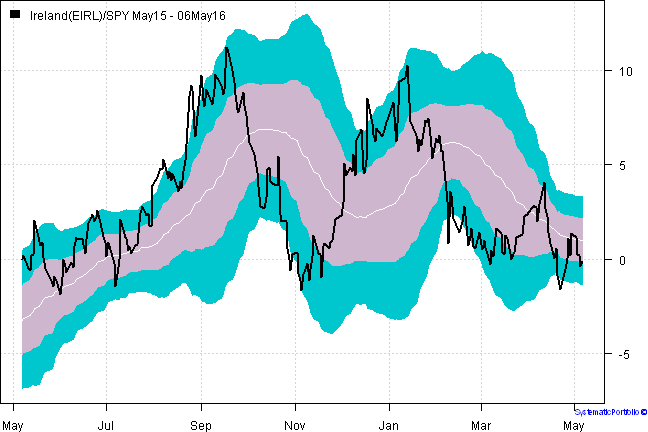 Ireland(EIRL)/SPY May15 - 06May16
10
5
0
-5
SystematicPortfolio ©
May
Jul
Sep
Nov
Jan
Mar
May